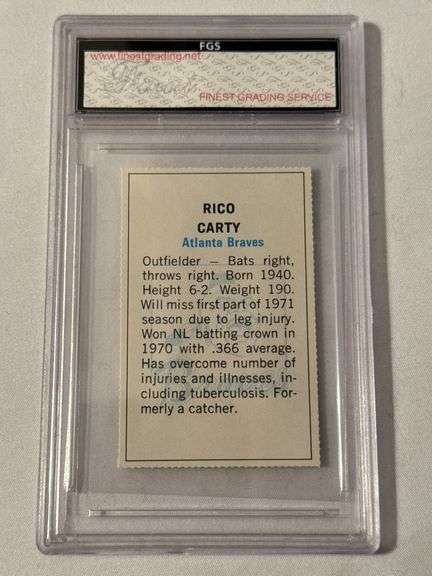 FGS
www.finestgrading.net
FINEST GRADING SERVICE
RICO
CARTY
Atlanta Braves
Outfielder — Bats right,
throws right. Born 1940.
Height 6-2. Weight 190.
Will miss first part of 1971
season due to leg injury.
Won NL batting crown in
1970 with .366 average.
Has overcome number of
injuries and illnesses, in-
cluding tuberculosis. For-
merly a catcher.